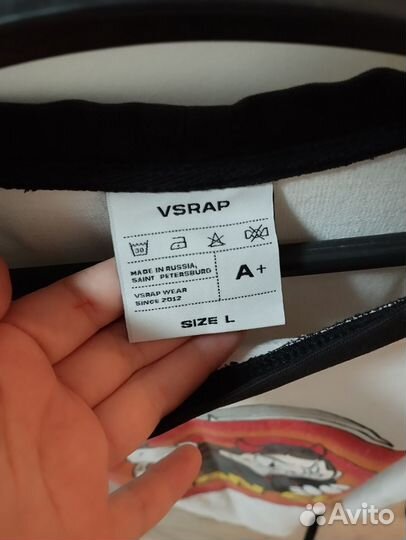 VSRAP
30
MADE IN RUSSIA,
SAINT PETERSBURG
A+
VSRAP WEAR
SINCE 2012
SIZE L
Avito